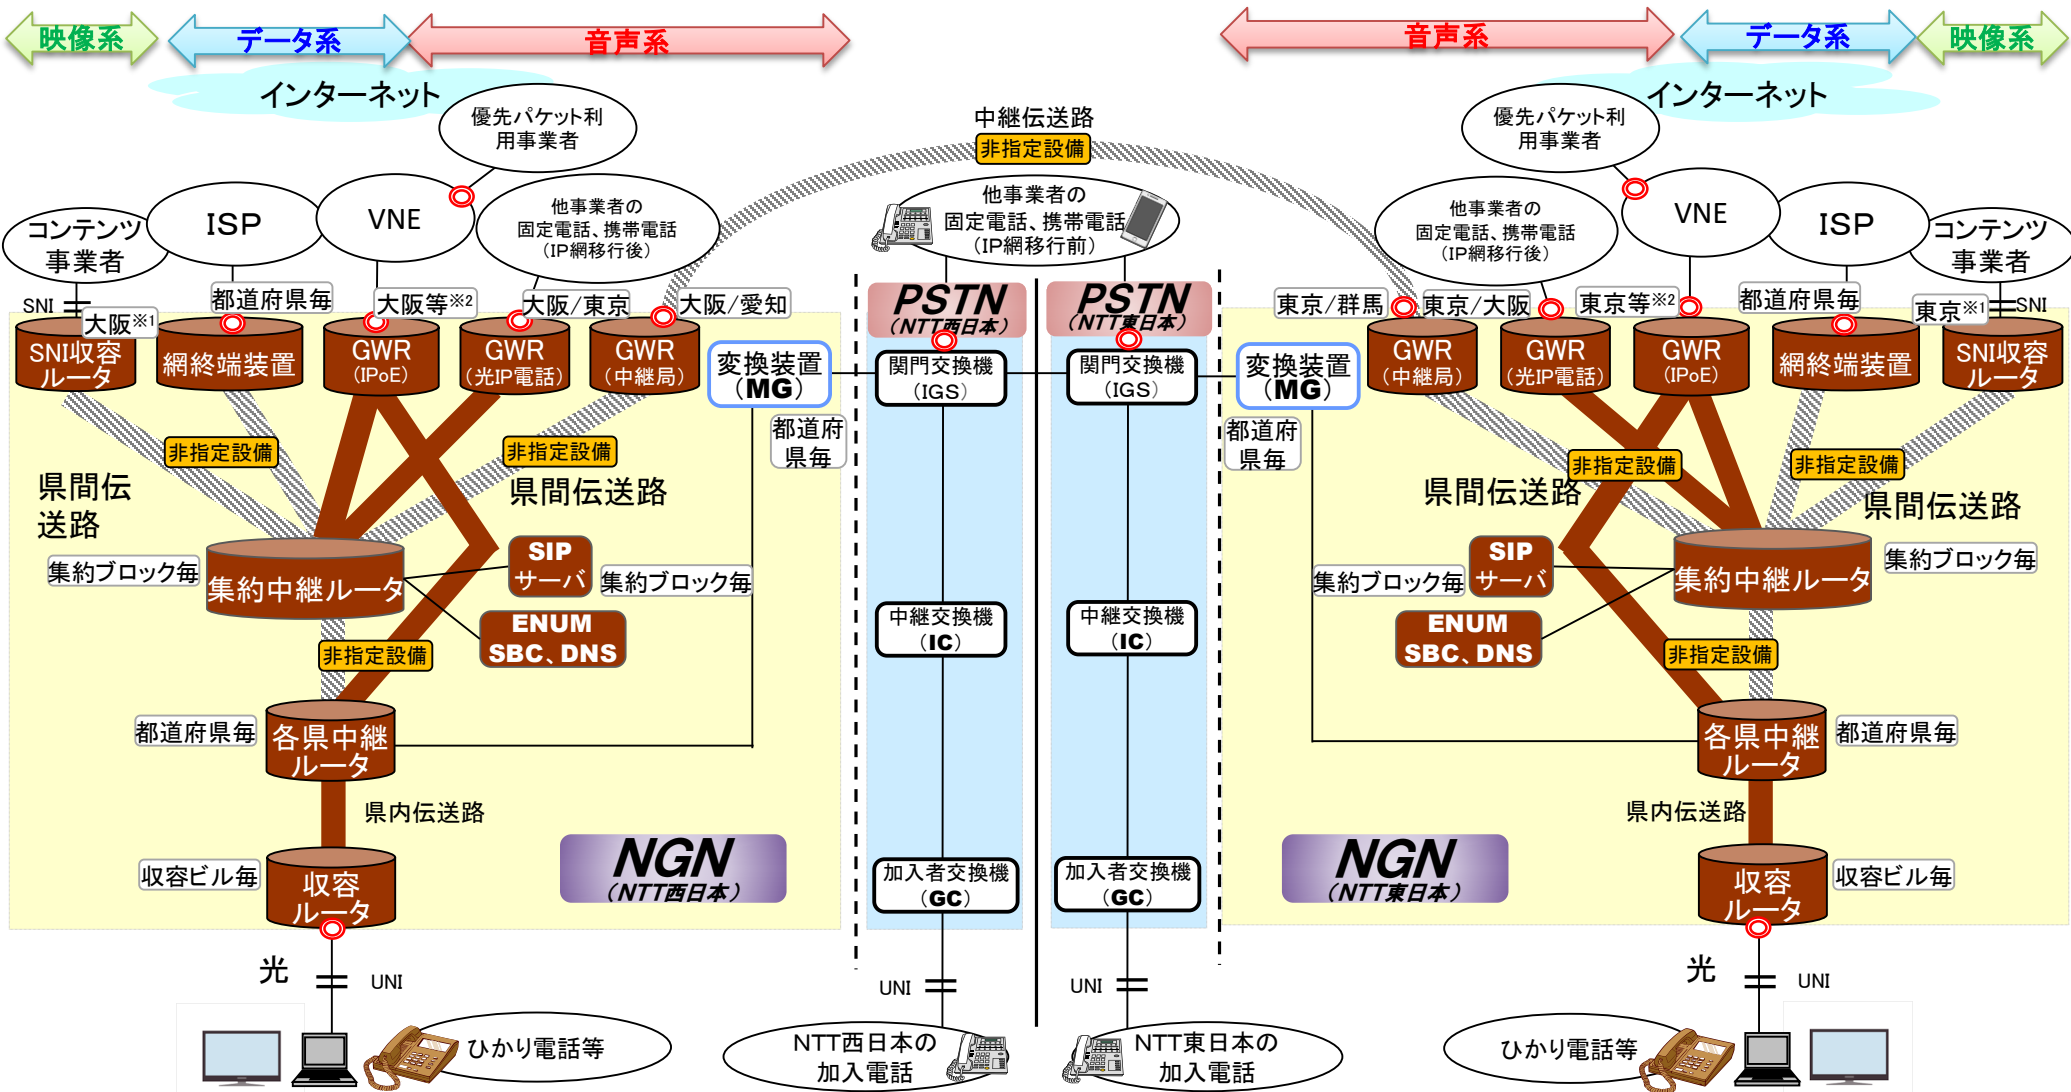 映像系
データ系
音声系
音声系
データ系
映像系
インターネット
インターネット
優先パケット利
用事業者
中継伝送路
非指定設備
優先パケット利
用事業者
コンテンツ
事業者
ISP
VNE
他事業者の
固定電話、携帯電話
(IP網移行後)
他事業者の
固定電話、携帯電話
(IP網移行前)
他事業者の
固定電話、携帯電話
(IP網移行後)
VNE
ISP
コンテンツ
事業者
SNI
大阪※1
都道府県毎
大阪等※2
大阪/東京
大阪/愛知
PSTN
(NTT西日本)
PSTN
(NTT東日本)
東京/群馬
東京/大阪
東京等※2
都道府県毎
東京※1
SNI
SNI収容
ルータ
網終端装置
GWR
(IPoE)
GWR
(光IP電話)
GWR
(中継局)
変換装置
(MG)
都道府
県毎
関門交換機
(IGS)
関門交換機
(IGS)
変換装置
(MG)
都道府
県毎
GWR
(中継局)
GWR
(光IP電話)
GWR
(IPoE)
網終端装置
SNI収容
ルータ
非指定設備
非指定設備
非指定設備
非指定設備
県間伝
送路
県間伝送路
県間伝送路
県間伝送路
集約ブロック毎
集約中継ルータ
SIP
サーバ
集約ブロック毎
ENUM
SBC、DNS
中継交換機
(IC)
中継交換機
(IC)
集約ブロック毎
SIP
サーバ
ENUM
SBC、DNS
集約中継ルータ
集約ブロック毎
非指定設備
非指定設備
都道府県毎
各県中継
ルータ
各県中継
ルータ
都道府県毎
県内伝送路
県内伝送路
収容ビル毎
収容
ルータ
NGN
(NTT西日本)
加入者交換機
(GC)
加入者交換機
(GC)
NGN
(NTT東日本)
収容
ルータ
収容ビル毎
光
UNI
UNI
UNI
光
UNI
ひかり電話等
NTT西日本の
加入電話
NTT東日本の
加入電話
ひかり電話等